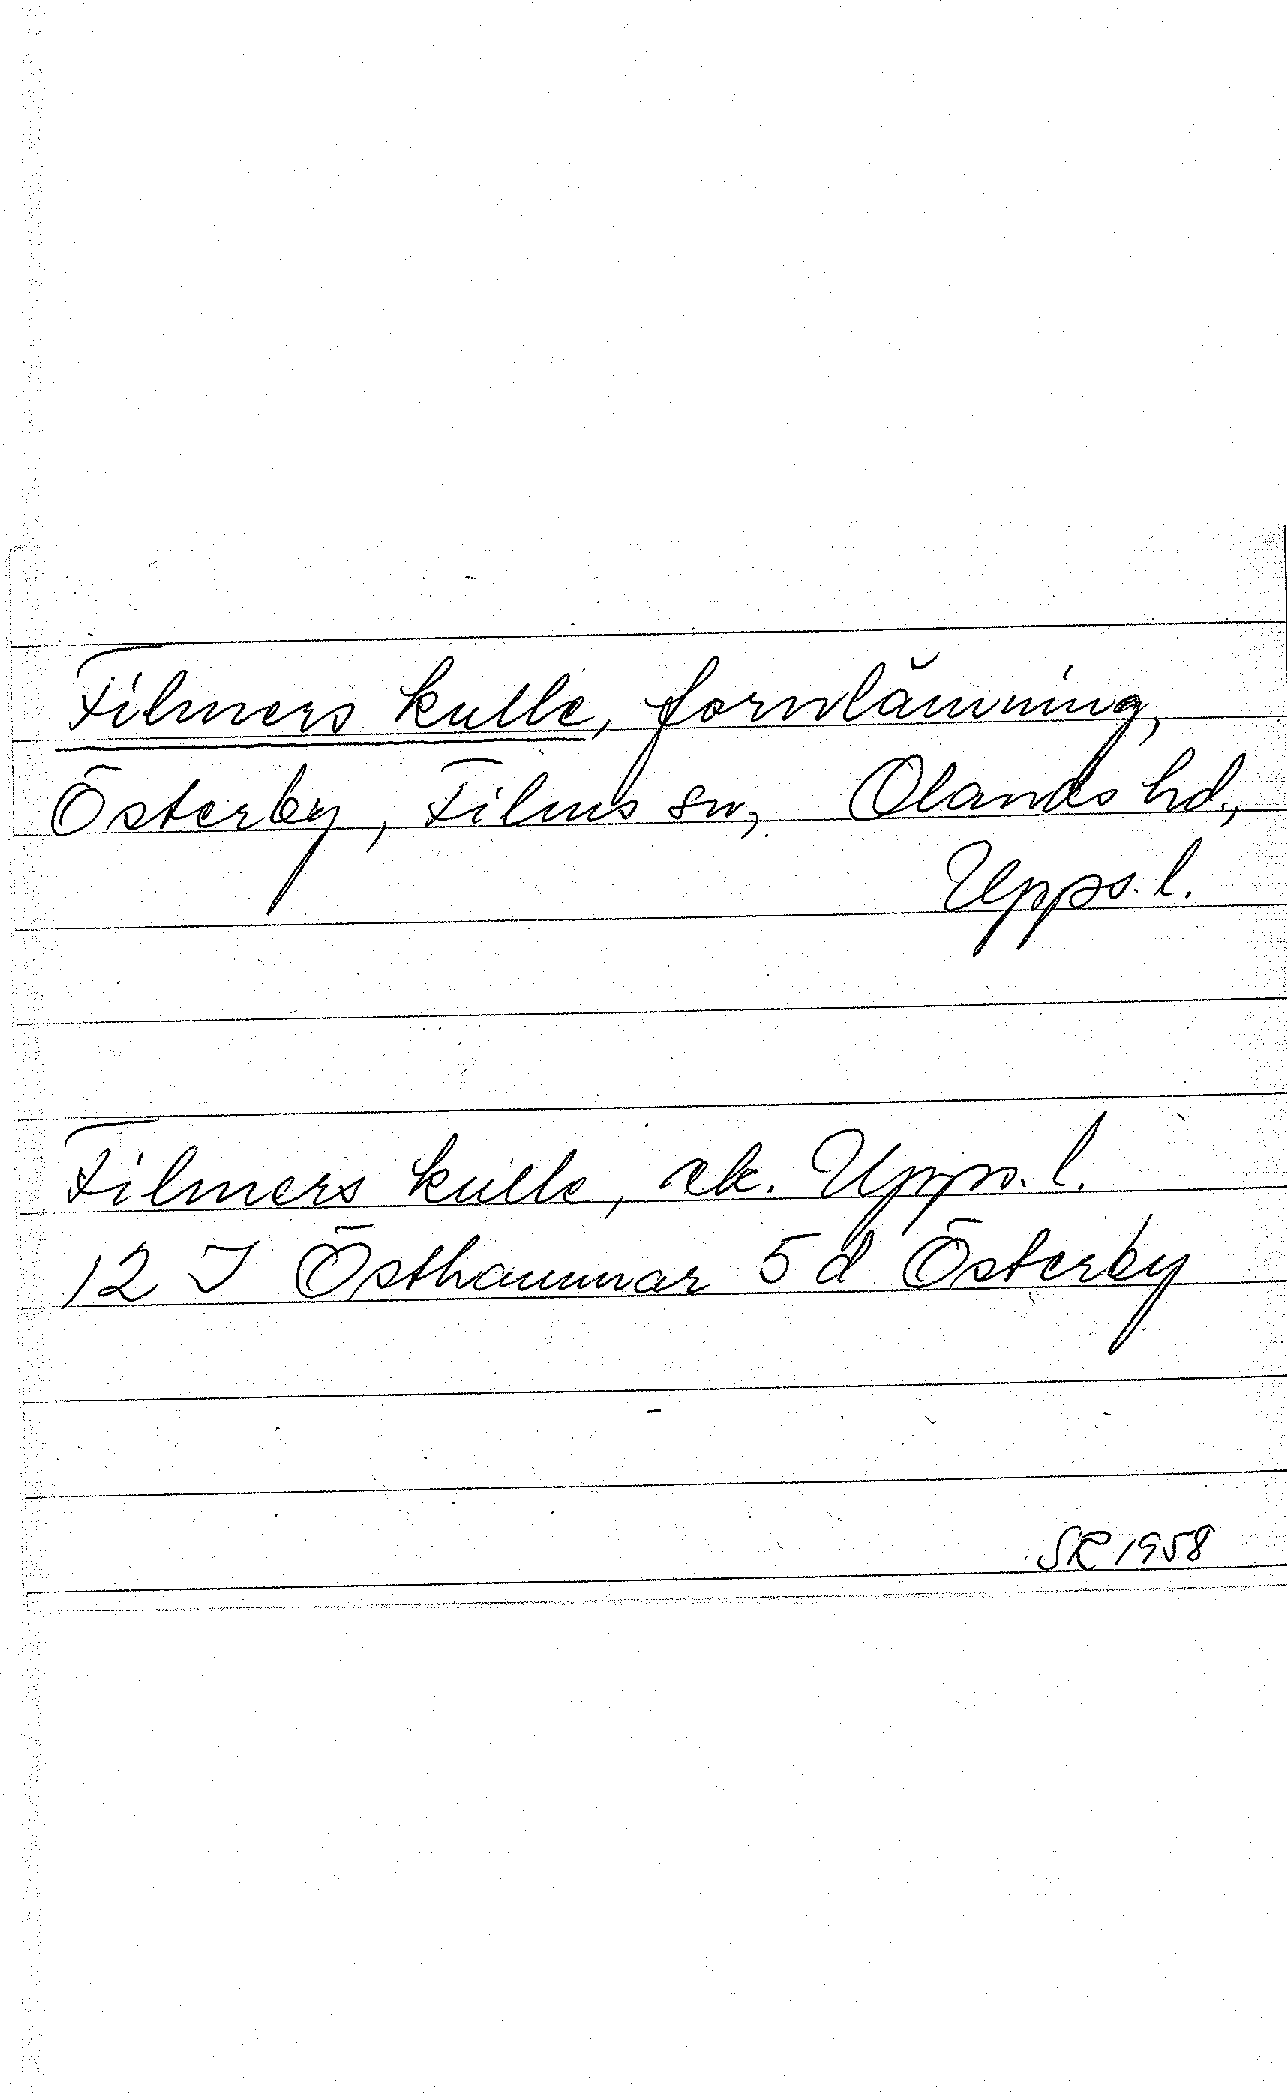 Filmers kulle, fornlämning,
Österby, Films sn, Olands hd.,
Upps. l.
Filmers kulle, ek. Upps. l.
12 I Östhammar 5 d Österby
SR 1958